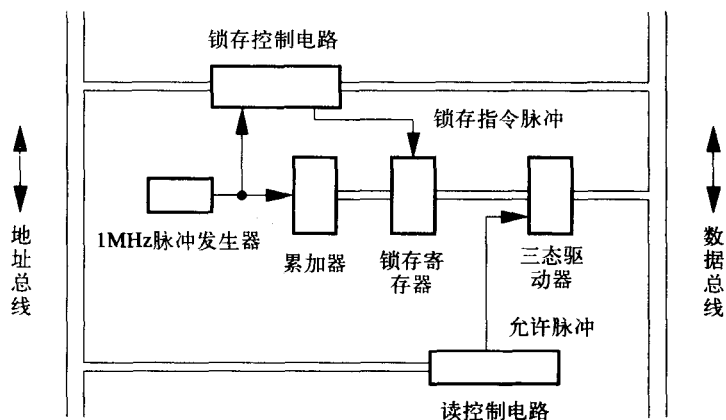 锁存控制电路
锁存指令脉冲
1MHz脉冲发生器
累加器
锁存寄
存器
三态驱
动器
地址总线
数据总线
允许脉冲
读控制电路